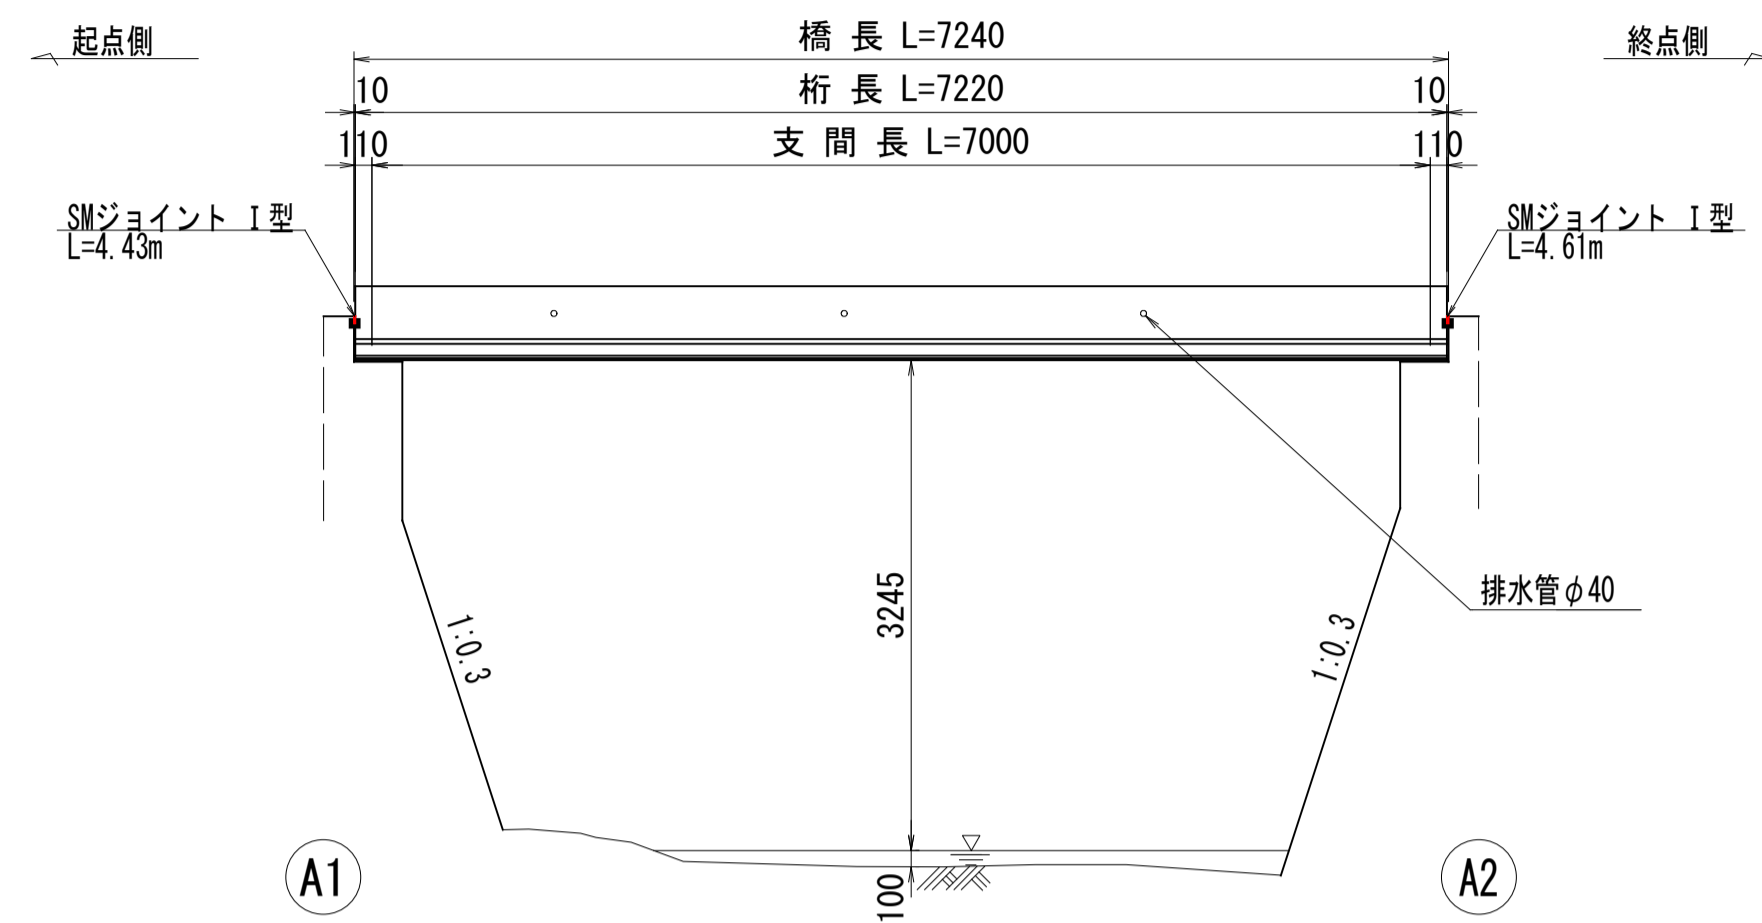 起点側
橋 長 L=7240
終点側
10
桁 長 L=7220
10
110
支 間 長 L=7000
110
SMジョイント Ⅰ型
L=4.43m
SMジョイント Ⅰ型
L=4.61m
3245
排水管φ40
1:0.3
1:0.3
A1
100
A2